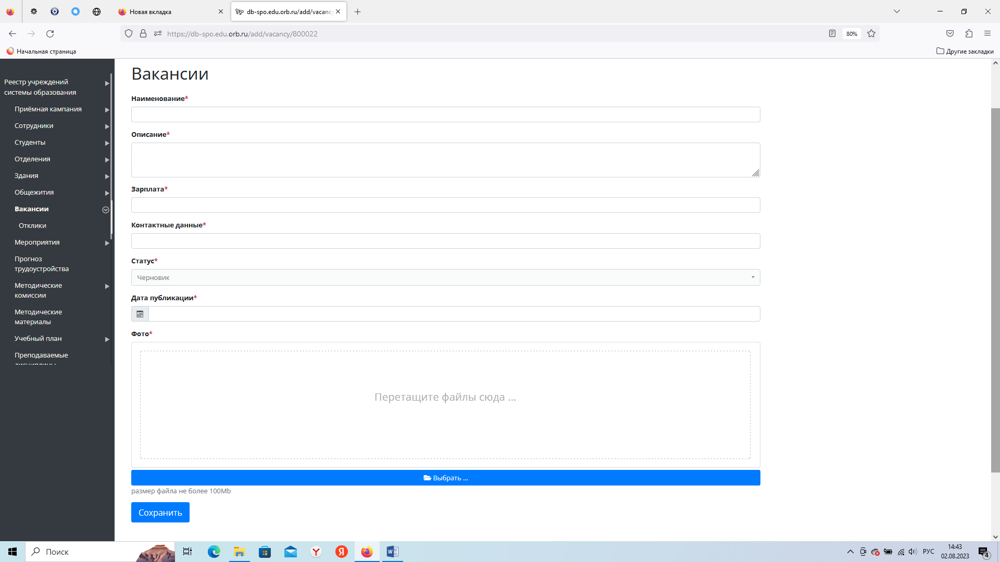 Новая вкладка
db-spo.edu.orb.ru/add/vacancy
https://db-spo.edu.orb.ru/add/vacancy/800022
80%
Начальная страница
Другие закладки
Реестр учреждений
системы образования
Приёмная кампания
Сотрудники
Студенты
Отделения
Здания
Общежития
Вакансии
Отклики
Мероприятия
Прогноз
трудоустройства
Методические
комиссии
Методические
материалы
Учебный план
Преподаваемые
дисциплины
Вакансии
Наименование*
Описание*
Зарплата*
Контактные данные*
Статус*
Черновик
Дата публикации*
Фото*
Перетащите файлы сюда ...
Выбрать ...
размер файла не более 100Mb
Сохранить
Поиск
РУС
14:43
02.08.2023
4